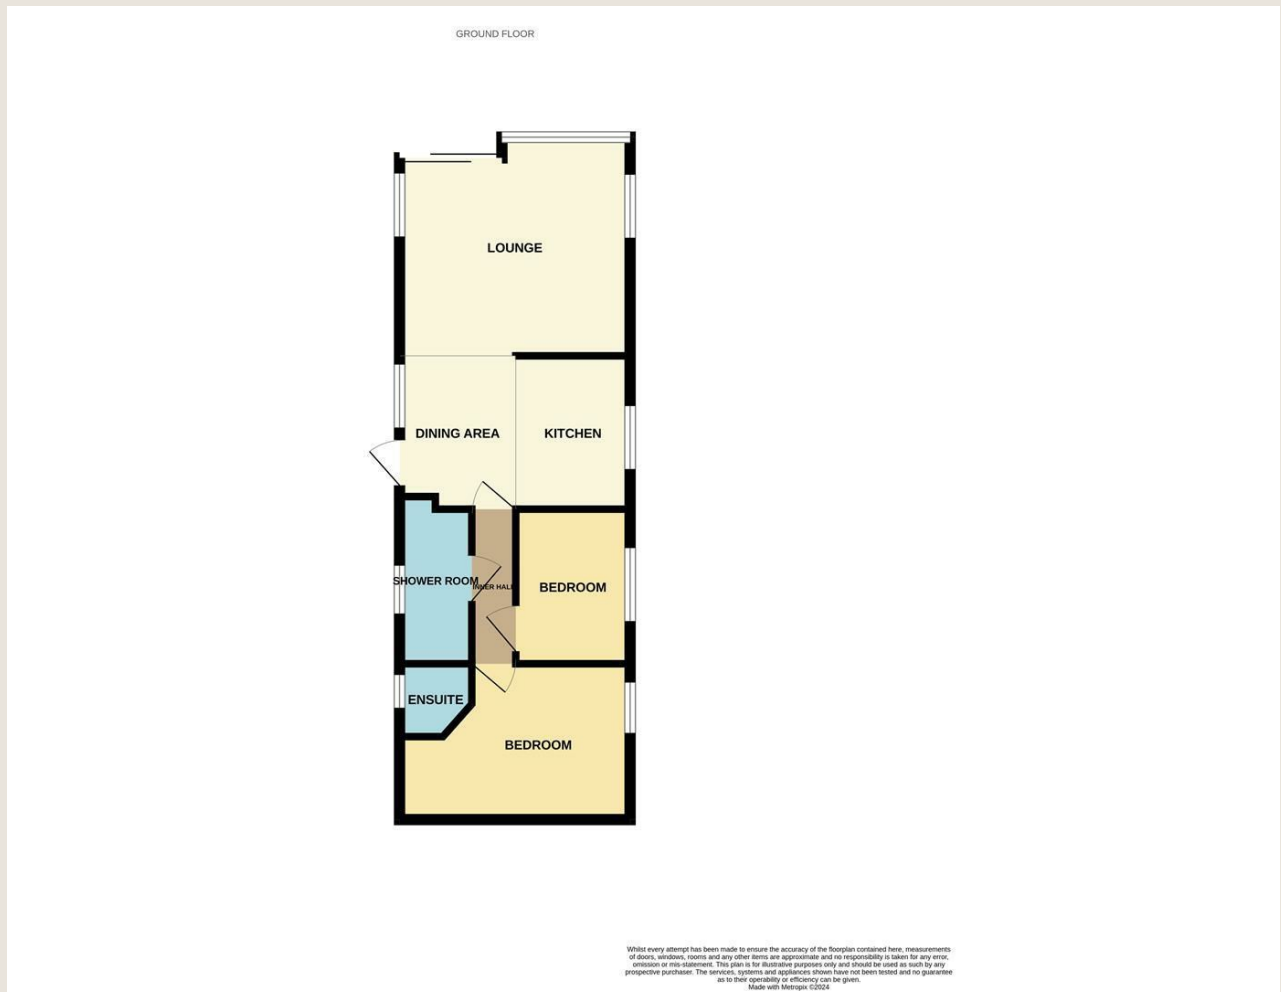 GROUND FLOOR
LOUNGE
DINING AREA
KITCHEN
SHOWER ROOM
INNER HALL
BEDROOM
ENSUITE
BEDROOM
Whilst every attempt has been made to ensure the accuracy of the floorplan contained here, measurements
of doors, windows, rooms and any other items are approximate and no responsibility is taken for any error,
omission or mis-statement. This plan is for illustrative purposes only and should be used as such by any
prospective purchaser. The services, systems and appliances shown have not been tested and no guarantee
as to their operability or efficiency can be given.
Made with Metropix ©2024